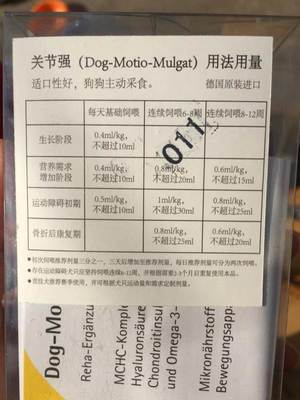 关节强（Dog-Motio-Mulgat）用法用量
适口性好，狗狗主动采食。 德国原装进口
每天基础饲喂 连续饲喂6-8周 连续饲喂8-12周
生长阶段 0.4ml/kg，不超过10ml
营养需求增加阶段 0.4ml/kg，不超过10ml 不超过20ml 0.6ml/kg，不超过15ml
运动障碍初期 0.5ml/kg，不超过10ml 1ml/kg，不超过30ml 0.8ml/kg，不超过25ml
骨折后康复期 0.8ml/kg，不超过25ml 0.6ml/kg，不超过20ml
0110
Dog-Mo
Reha-Ergänzu
MCHC-Kompl
Hyaluronsäure
Chondroitinsul
und Omega-3-
Mikronährstoff
Bewegungsapp